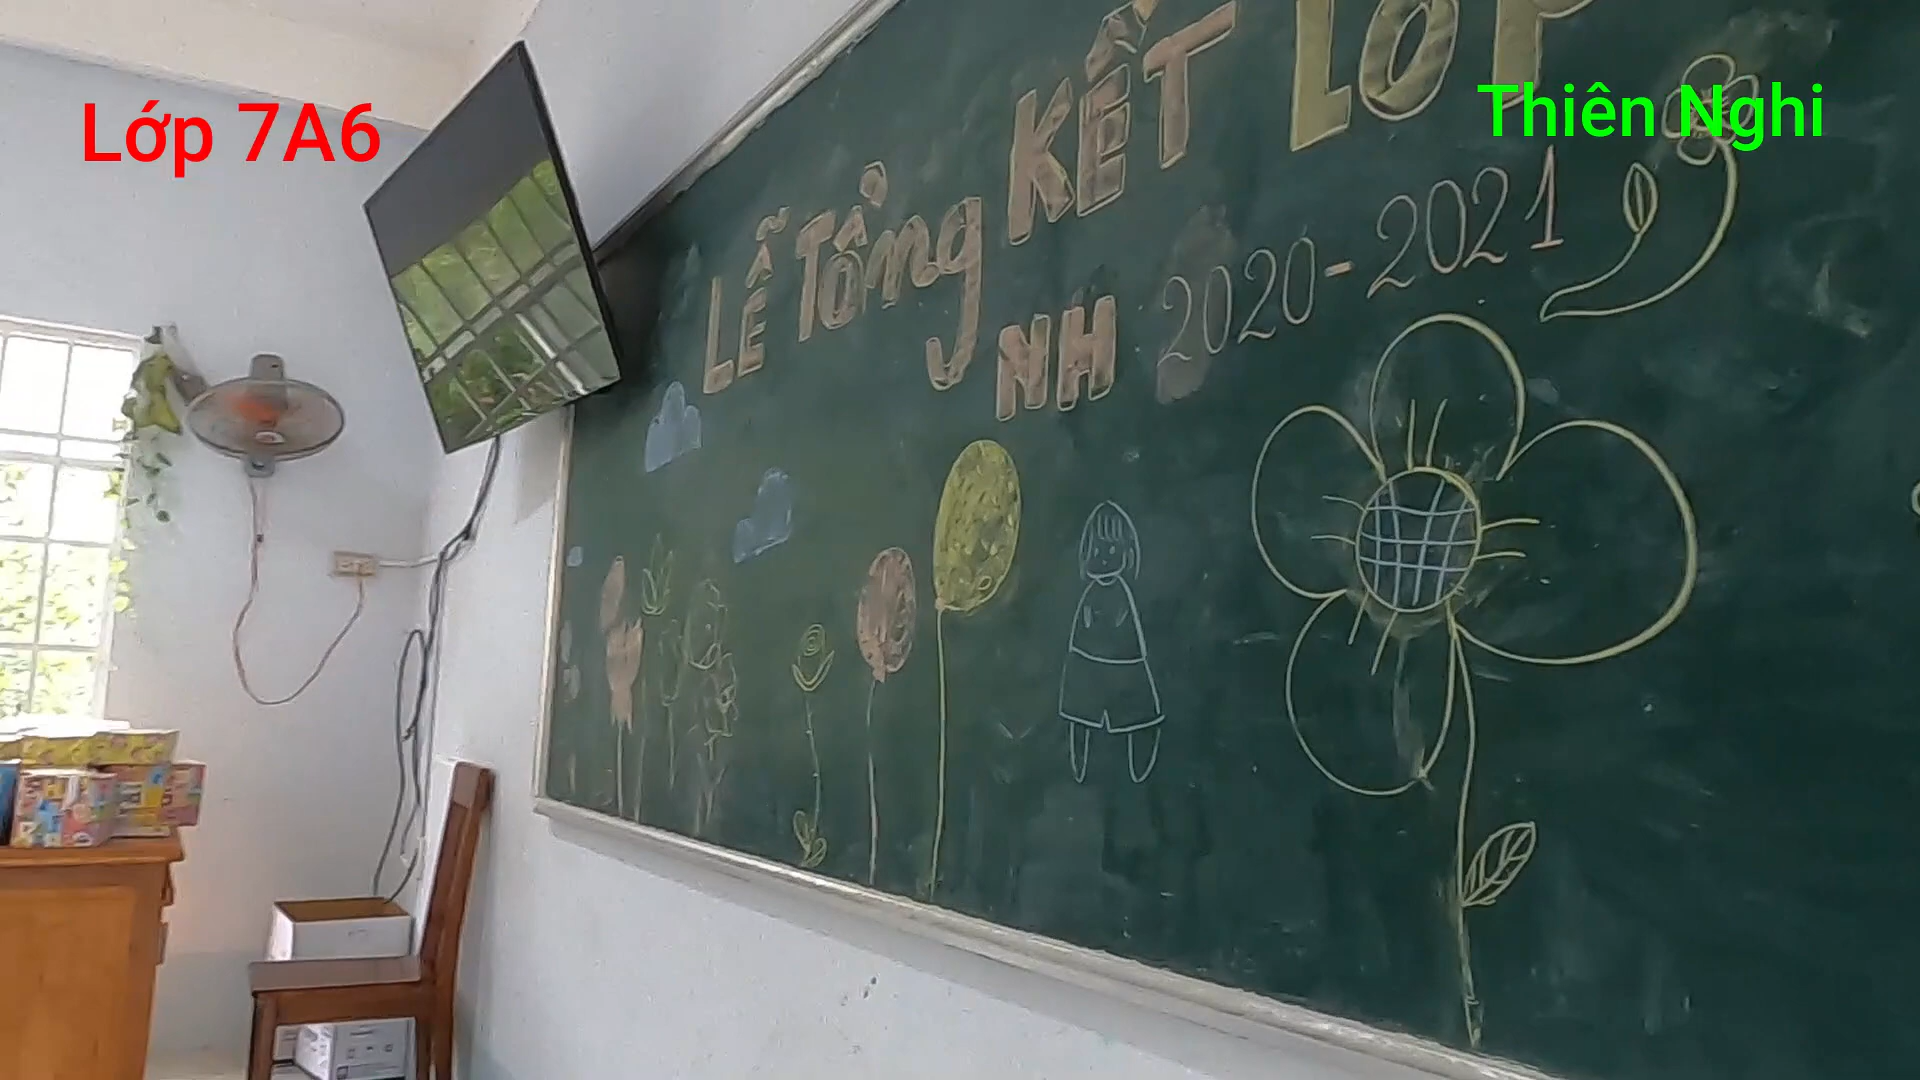 Lớp 7A6
Thiên Nghi
LỄ TỔng KẾT LỚP
NH 2020-2021